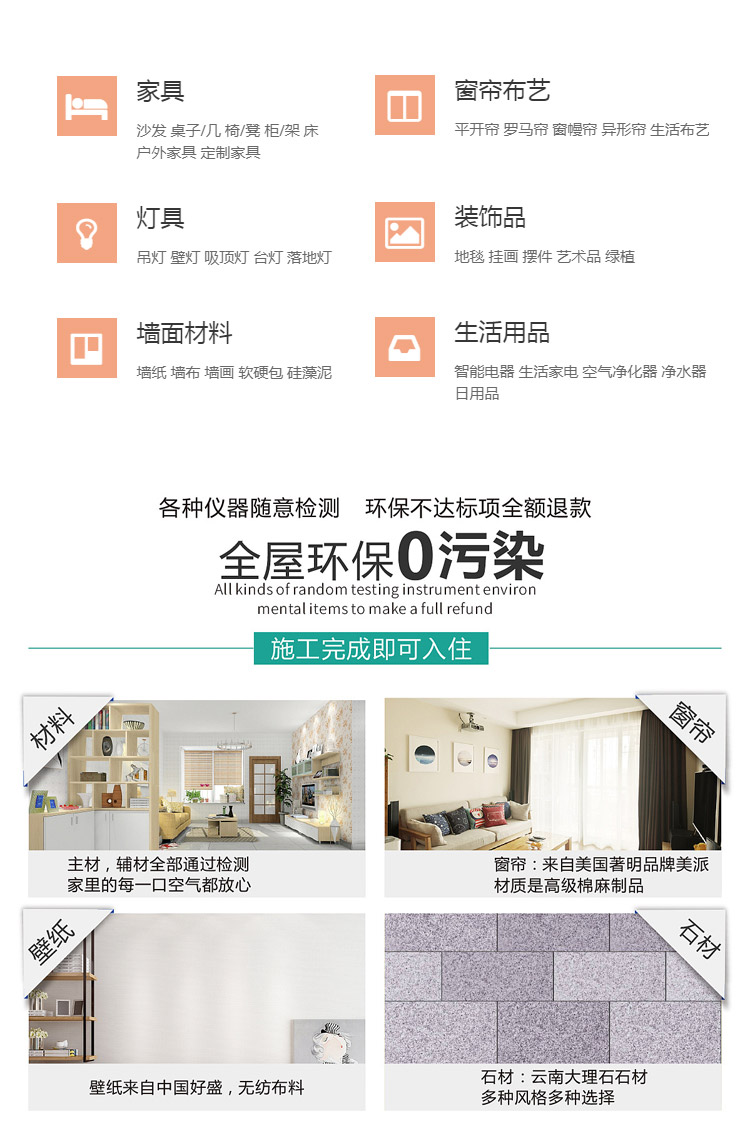 家具
沙发 桌子/几 椅/凳 柜/架 床
户外家具 定制家具
窗帘布艺
平开帘 罗马帘 窗幔帘 异形帘 生活布艺
灯具
吊灯 壁灯 吸顶灯 台灯 落地灯
装饰品
地毯 挂画 摆件 艺术品 绿植
墙面材料
墙纸 墙布 墙画 软硬包 硅藻泥
生活用品
智能电器 生活家电 空气净化器 净水器
日用品
各种仪器随意检测 环保不达标项全额退款
全屋环保0污染
All kinds of random testing instrument environ
mental items to make a full refund
施工完成即可入住
材料
主材，辅材全部通过检测
家里的每一口空气都放心
窗帘
窗帘：来自美国著明品牌美派
材质是高级棉麻制品
壁纸
壁纸来自中国好盛，无纺布料
石材
石材：云南大理石石材
多种风格多种选择